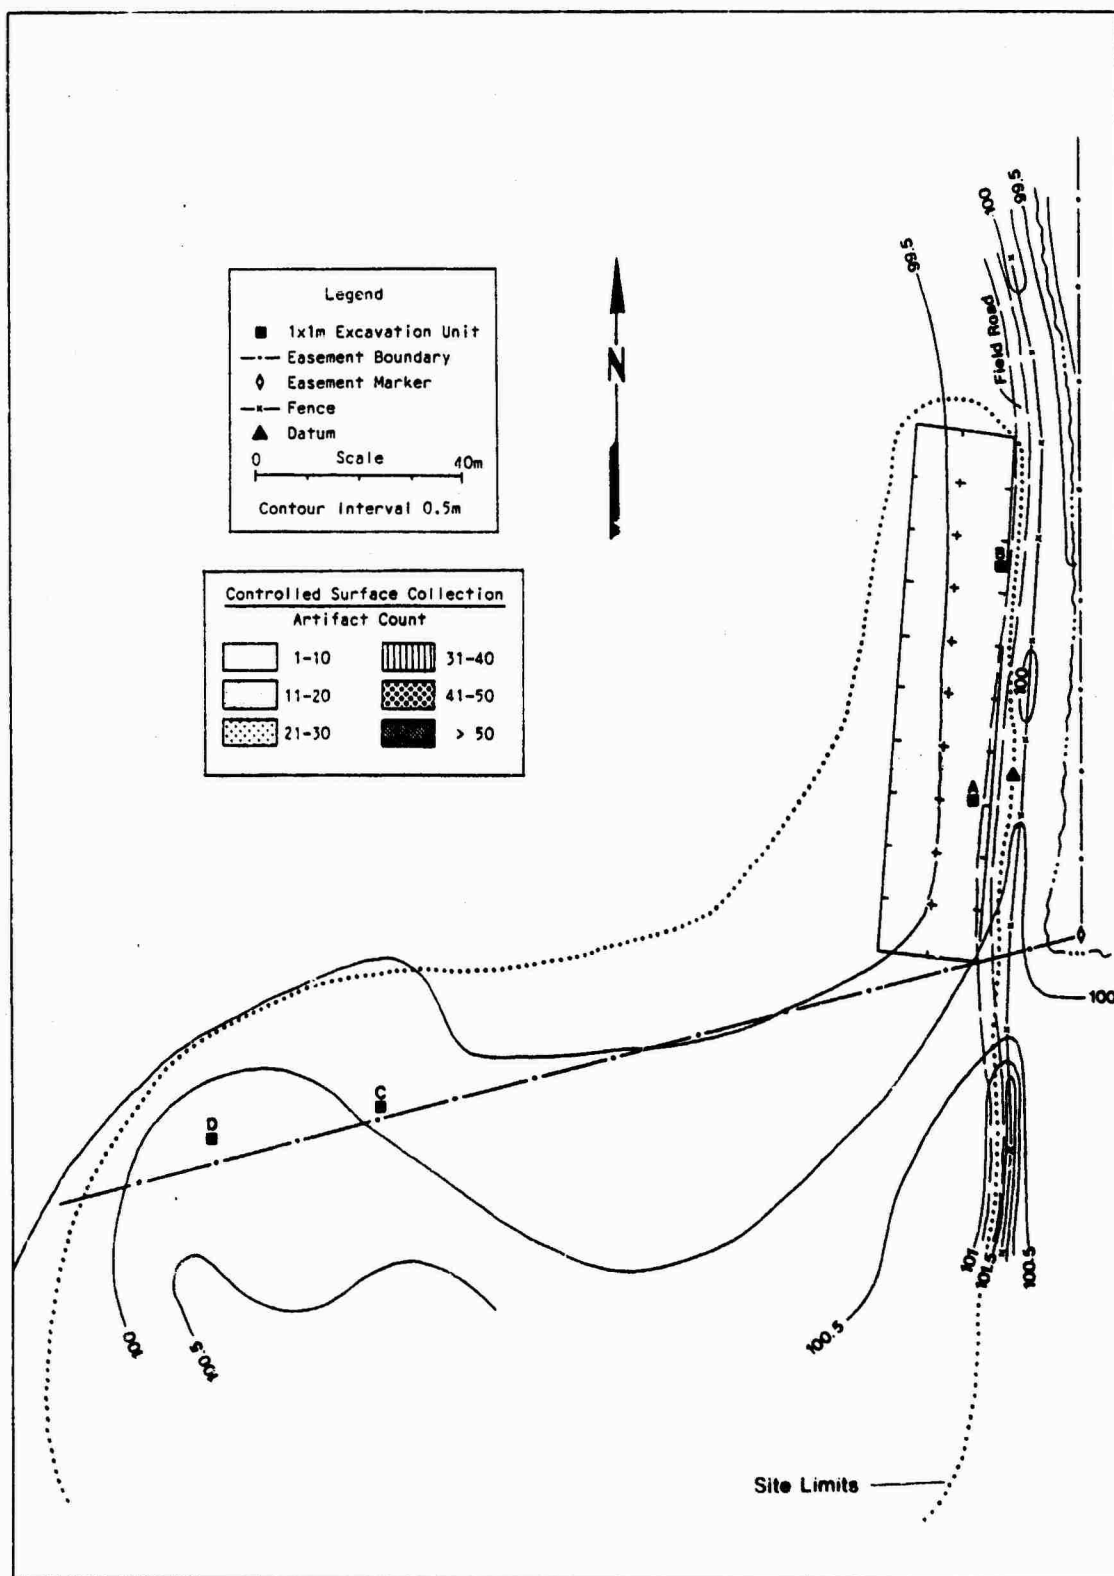 99.5
100
99.5
Field Road
Legend
1x1m Excavation Unit
Easement Boundary
Easement Marker
Fence
Datum
0 Scale 40m
Contour Interval 0.5m
N
Controlled Surface Collection
Artifact Count
1-10 31-40
11-20 41-50
21-30 > 50
B
100
A
100
C
D
101
101.5
100.5
100.5
100
100.5
Site Limits